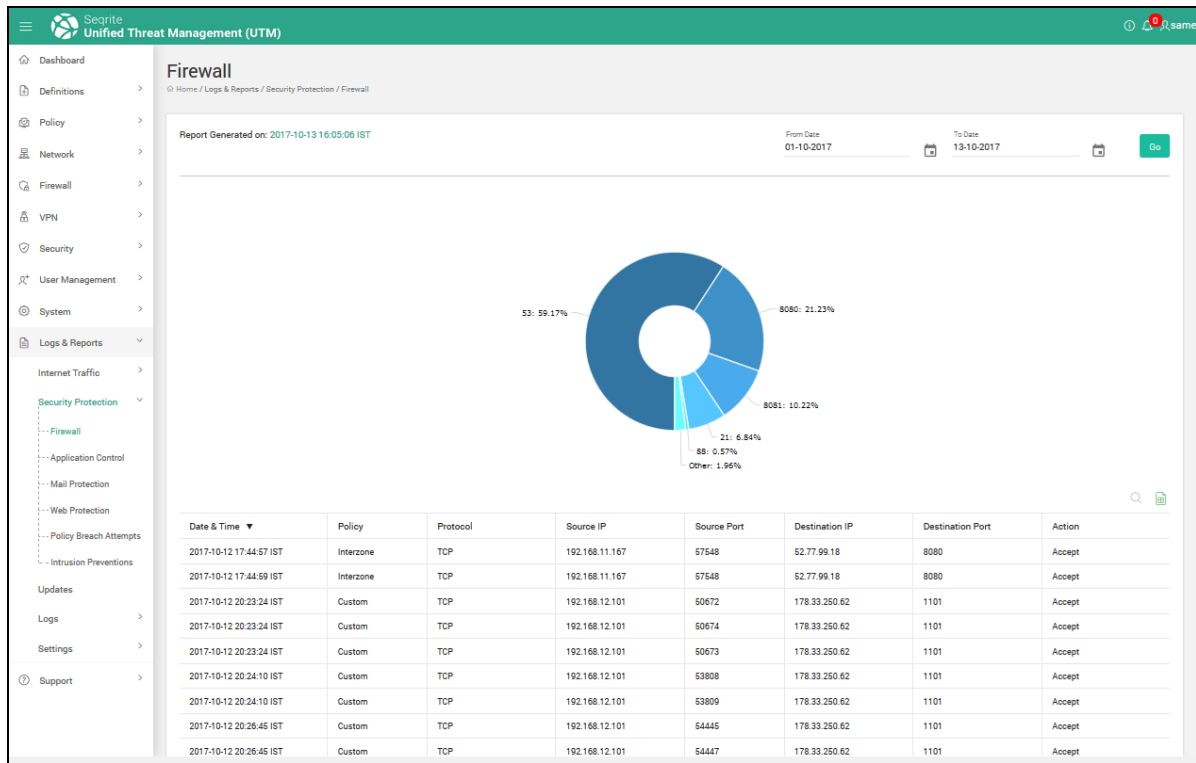 Seqrite
Unified Threat Management (UTM)
0
same
Dashboard
Definitions
Policy
Network
Firewall
VPN
Security
User Management
System
Logs & Reports
Internet Traffic
Security Protection
Firewall
Application Control
Mail Protection
Web Protection
Policy Breach Attempts
Intrusion Preventions
Updates
Logs
Settings
Support
Firewall
Home / Logs & Reports / Security Protection / Firewall
Report Generated on: 2017-10-13 16:05:06 IST
From Date
01-10-2017
To Date
13-10-2017
Go
53: 59.17%
8080: 21.23%
8081: 10.22%
21: 6.84%
88: 0.57%
Other: 1.96%
Date & Time ▼ Policy Protocol Source IP Source Port Destination IP Destination Port Action
2017-10-12 17:44:57 IST Interzone TCP 192.168.11.167 57548 52.77.99.18 8080 Accept
2017-10-12 17:44:59 IST Interzone TCP 192.168.11.167 57548 52.77.99.18 8080 Accept
2017-10-12 20:23:24 IST Custom TCP 192.168.12.101 50672 178.33.250.62 1101 Accept
2017-10-12 20:23:24 IST Custom TCP 192.168.12.101 50674 178.33.250.62 1101 Accept
2017-10-12 20:23:24 IST Custom TCP 192.168.12.101 50673 178.33.250.62 1101 Accept
2017-10-12 20:24:10 IST Custom TCP 192.168.12.101 53808 178.33.250.62 1101 Accept
2017-10-12 20:24:10 IST Custom TCP 192.168.12.101 53809 178.33.250.62 1101 Accept
2017-10-12 20:26:45 IST Custom TCP 192.168.12.101 54445 178.33.250.62 1101 Accept
2017-10-12 20:26:45 IST Custom TCP 192.168.12.101 54447 178.33.250.62 1101 Accept